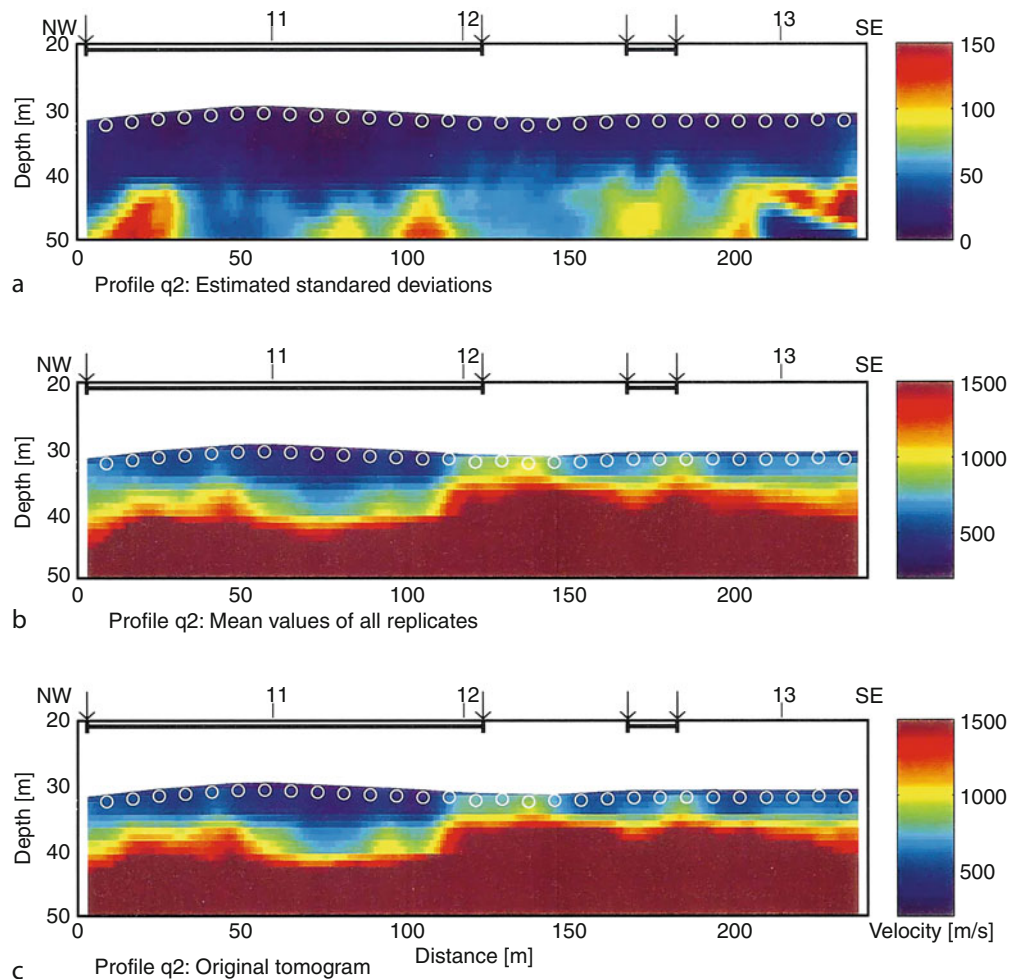 NW 11 12 13 SE
20 150
30 100
Depth [m]
40 50
50 0
0 50 100 150 200
a Profile q2: Estimated standared deviations
NW 11 12 13 SE
20 1500
30 1000
Depth [m]
40 500
50
0 50 100 150 200
b Profile q2: Mean values of all replicates
NW 11 12 13 SE
20 1500
30 1000
Depth [m]
40 500
50
Velocity [m/s]
0 50 100 150 200
Distance [m]
c Profile q2: Original tomogram